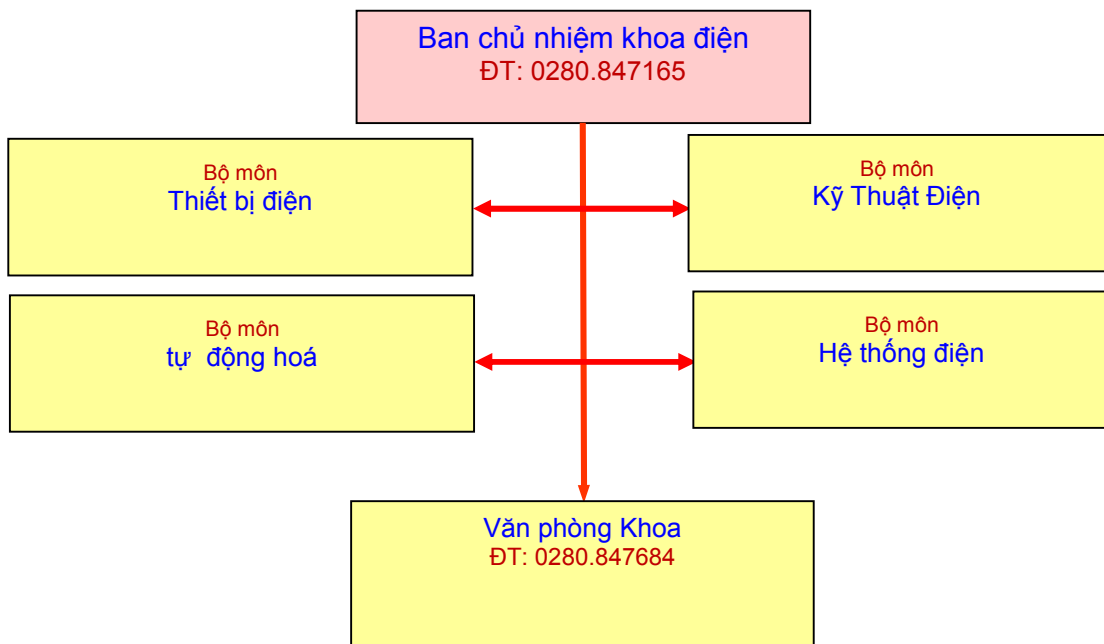 Ban chủ nhiệm khoa điện
ĐT: 0280.847165
Bộ môn
Thiết bị điện
Bộ môn
Kỹ Thuật Điện
Bộ môn
tự động hoá
Bộ môn
Hệ thống điện
Văn phòng Khoa
ĐT: 0280.847684